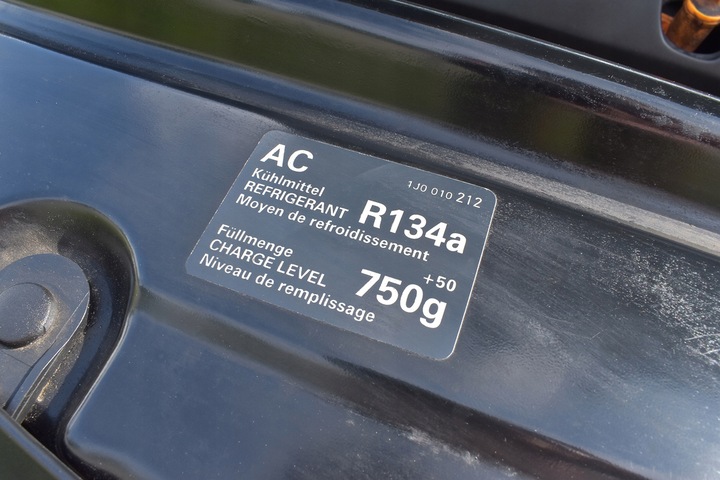 AC
1J0 010 212
Kühlmittel
REFRIGERANT R134a
Moyen de refroidissement
Füllmenge
CHARGE LEVEL 750g +50
Niveau de remplissage